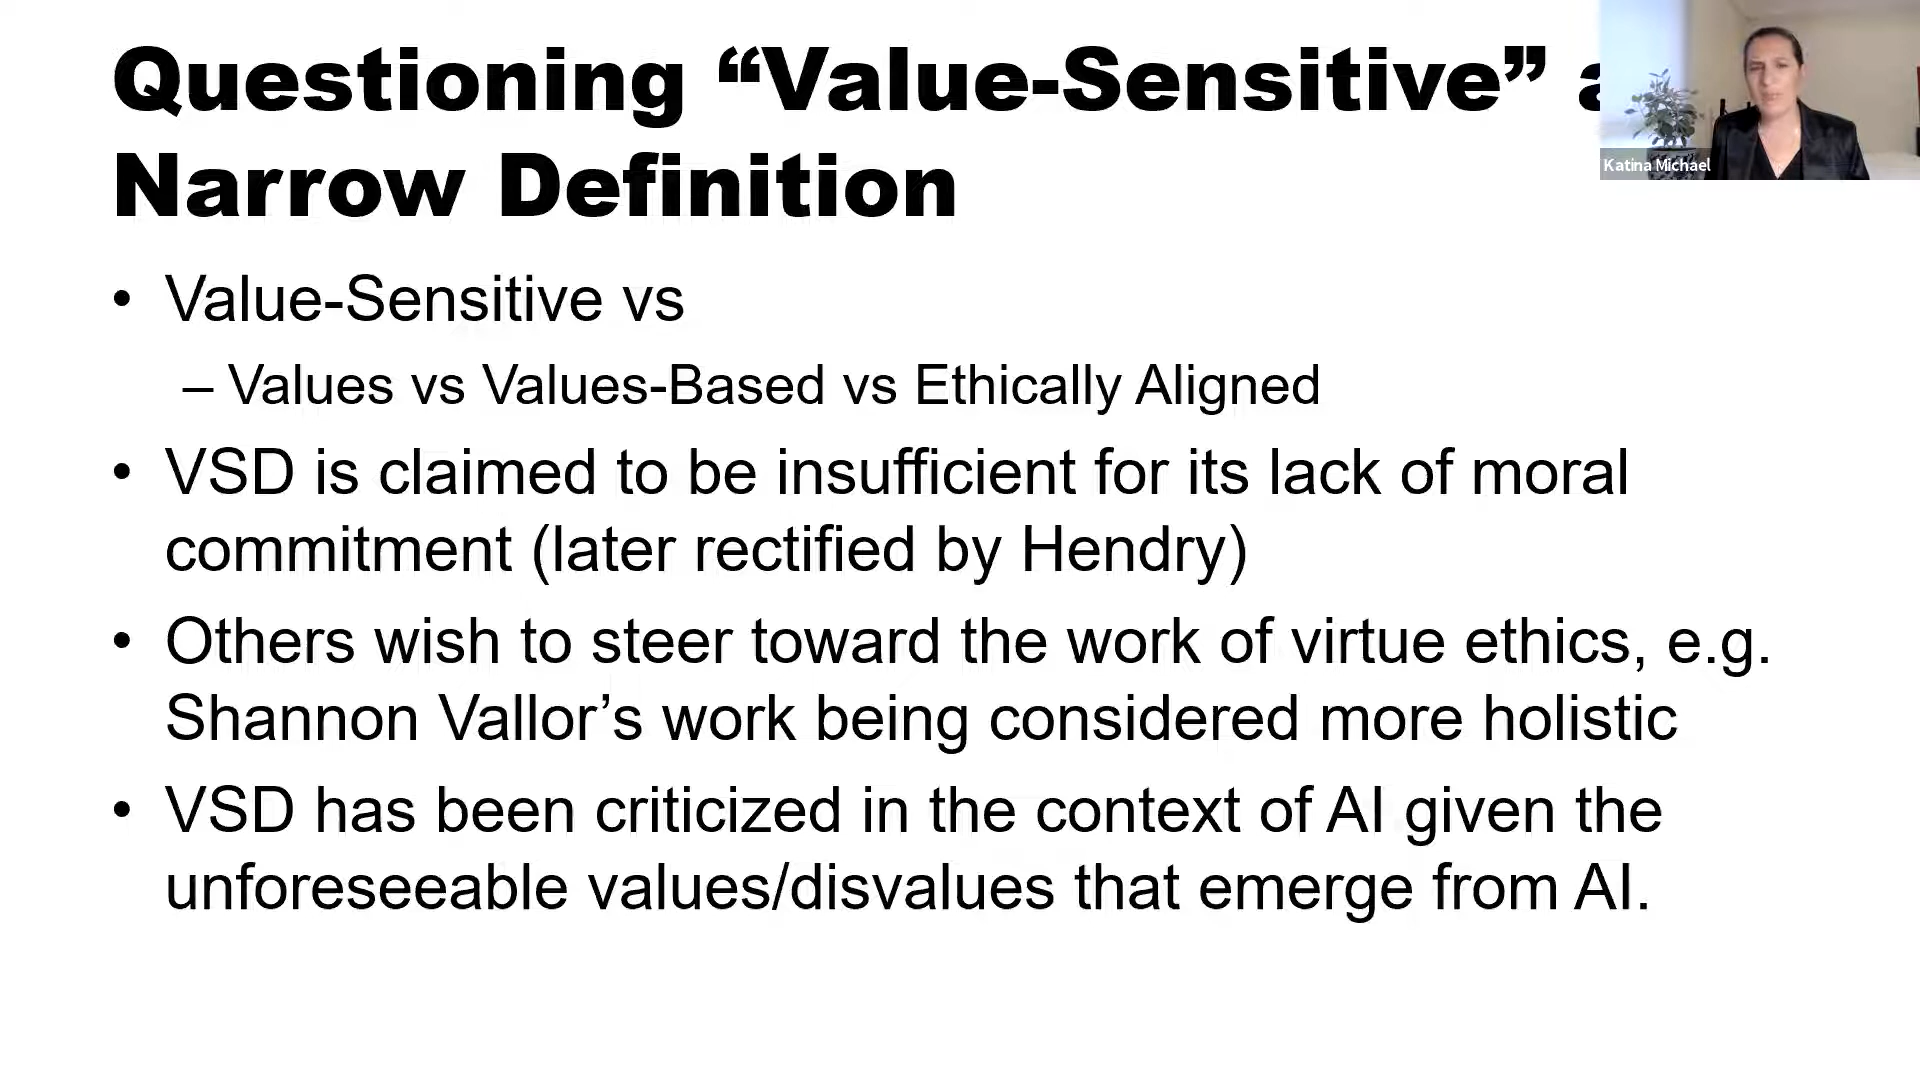 Questioning “Value-Sensitive”
Narrow Definition
Katina Michael
• Value-Sensitive vs
– Values vs Values-Based vs Ethically Aligned
• VSD is claimed to be insufficient for its lack of moral
commitment (later rectified by Hendry)
• Others wish to steer toward the work of virtue ethics, e.g.
Shannon Vallor’s work being considered more holistic
• VSD has been criticized in the context of AI given the
unforeseeable values/disvalues that emerge from AI.